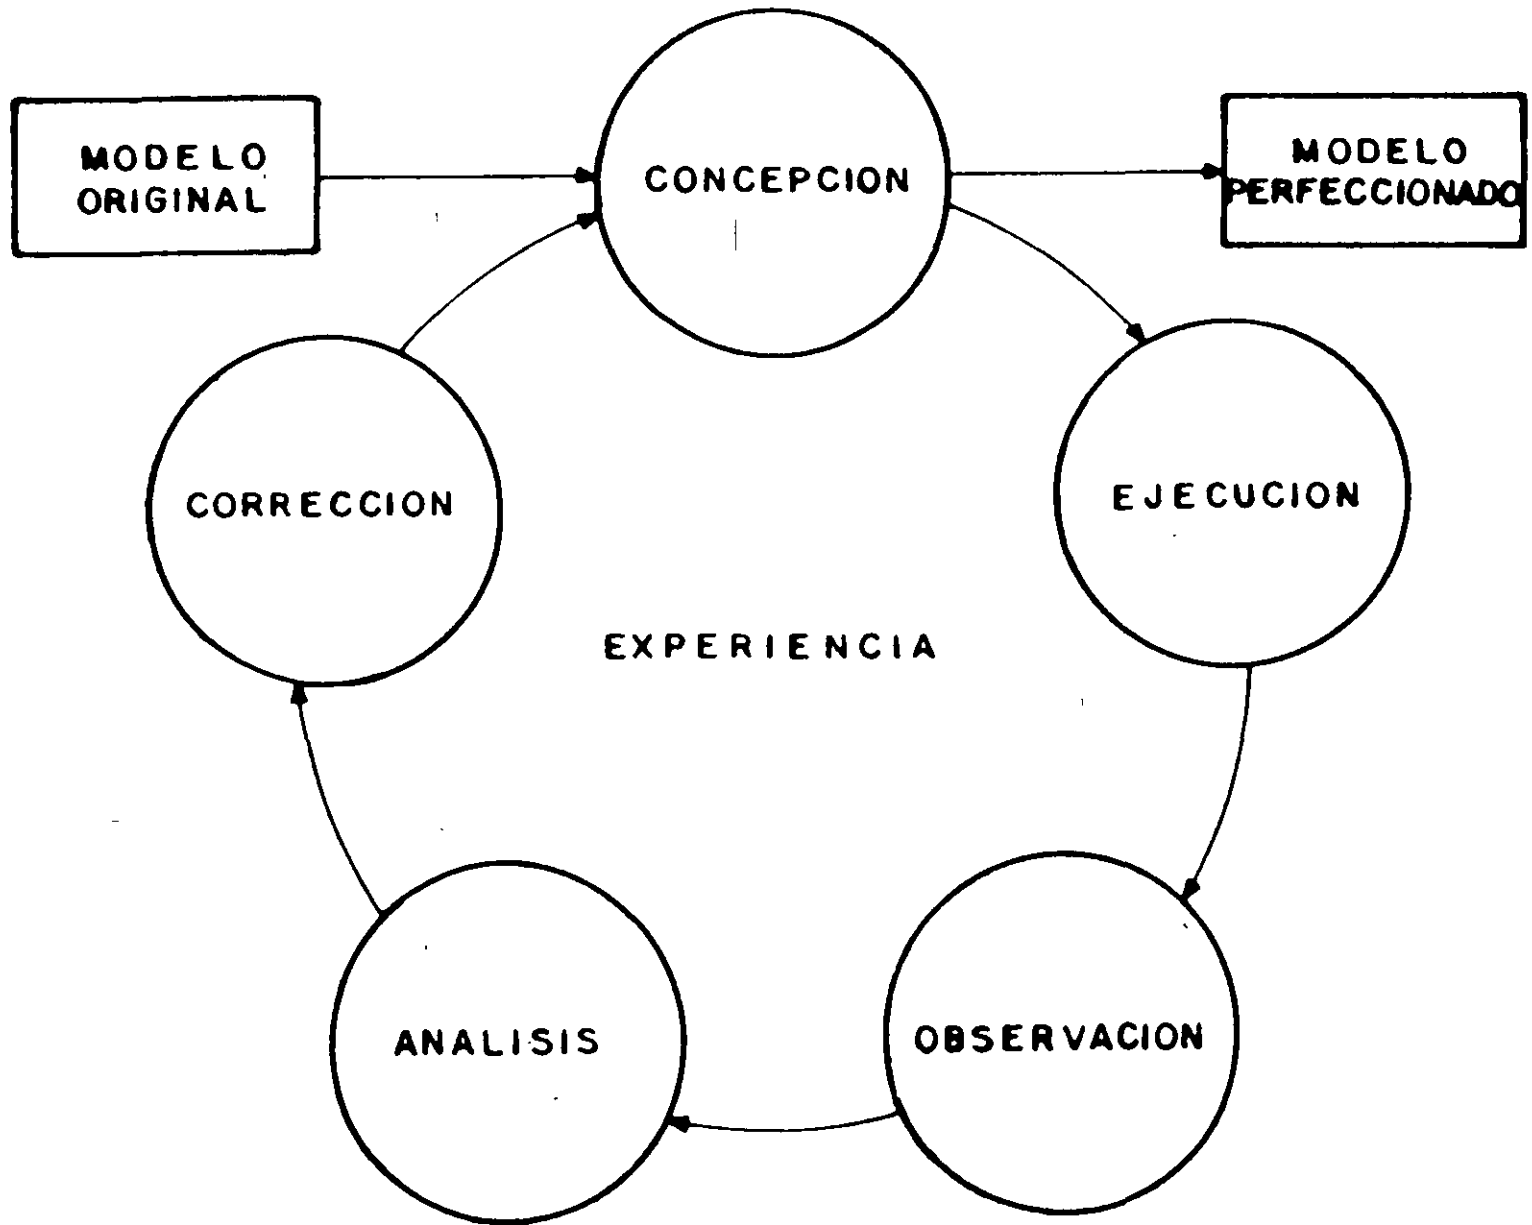 MODELO
ORIGINAL
CONCEPCION
MODELO
PERFECCIONADO
CORRECCION
EJECUCION
EXPERIENCIA
ANALISIS
OBSERVACION